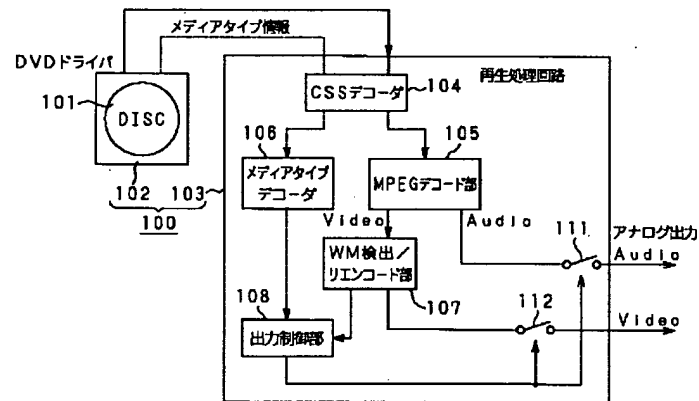 メディアタイプ情報
DVDドライバ
再生処理回路
101
DISC
CSSデコーダ
104
106
105
メディアタイプ
デコーダ
MPEGデコード部
102
103
100
Video
Audio
111
アナログ出力
Audio
WM検出/
リエンコード部
107
108
112
Video
出力制御部